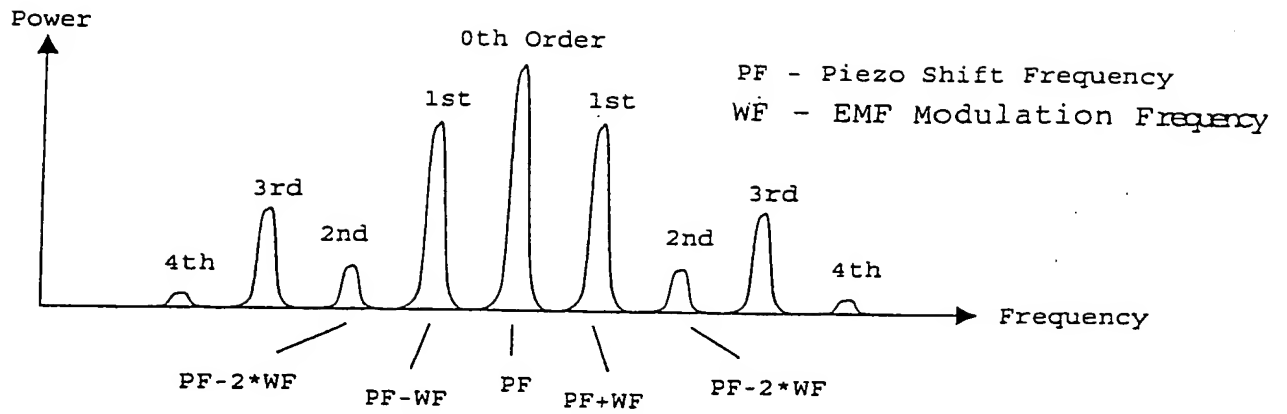 Power
0th Order
PF - Piezo Shift Frequency
1st
1st
WF - EMF Modulation Frequency
3rd
3rd
2nd
2nd
4th
4th
Frequency
PF-2*WF
PF-WF
PF
PF+WF
PF-2*WF